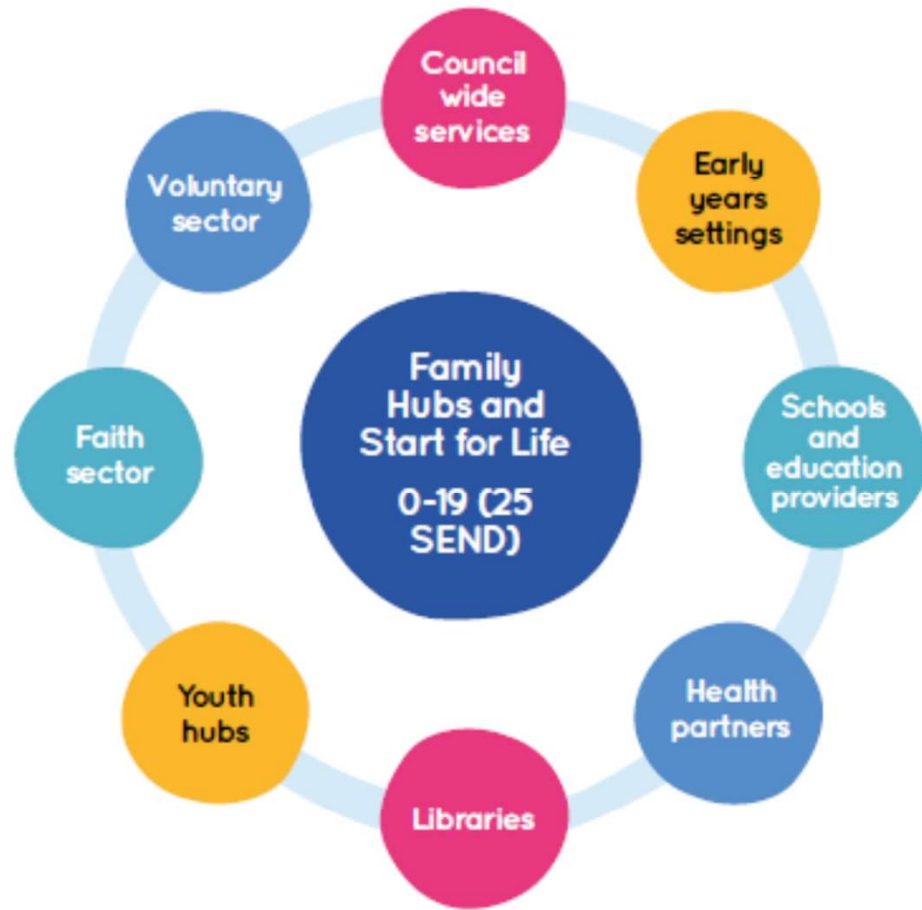 Council
wide
services
Early
years
settings
Schools
and
education
providers
Health
partners
Libraries
Youth
hubs
Faith
sector
Voluntary
sector
Family
Hubs and
Start for Life
0-19 (25
SEND)